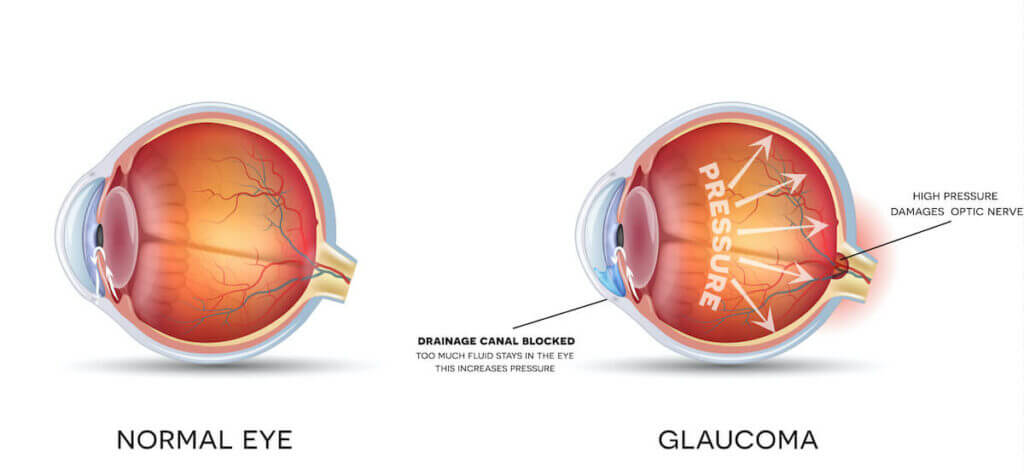 PRESSURE
HIGH PRESSURE
DAMAGES OPTIC NERVE
DRAINAGE CANAL BLOCKED
TOO MUCH FLUID STAYS IN THE EYE
THIS INCREASES PRESSURE
NORMAL EYE
GLAUCOMA